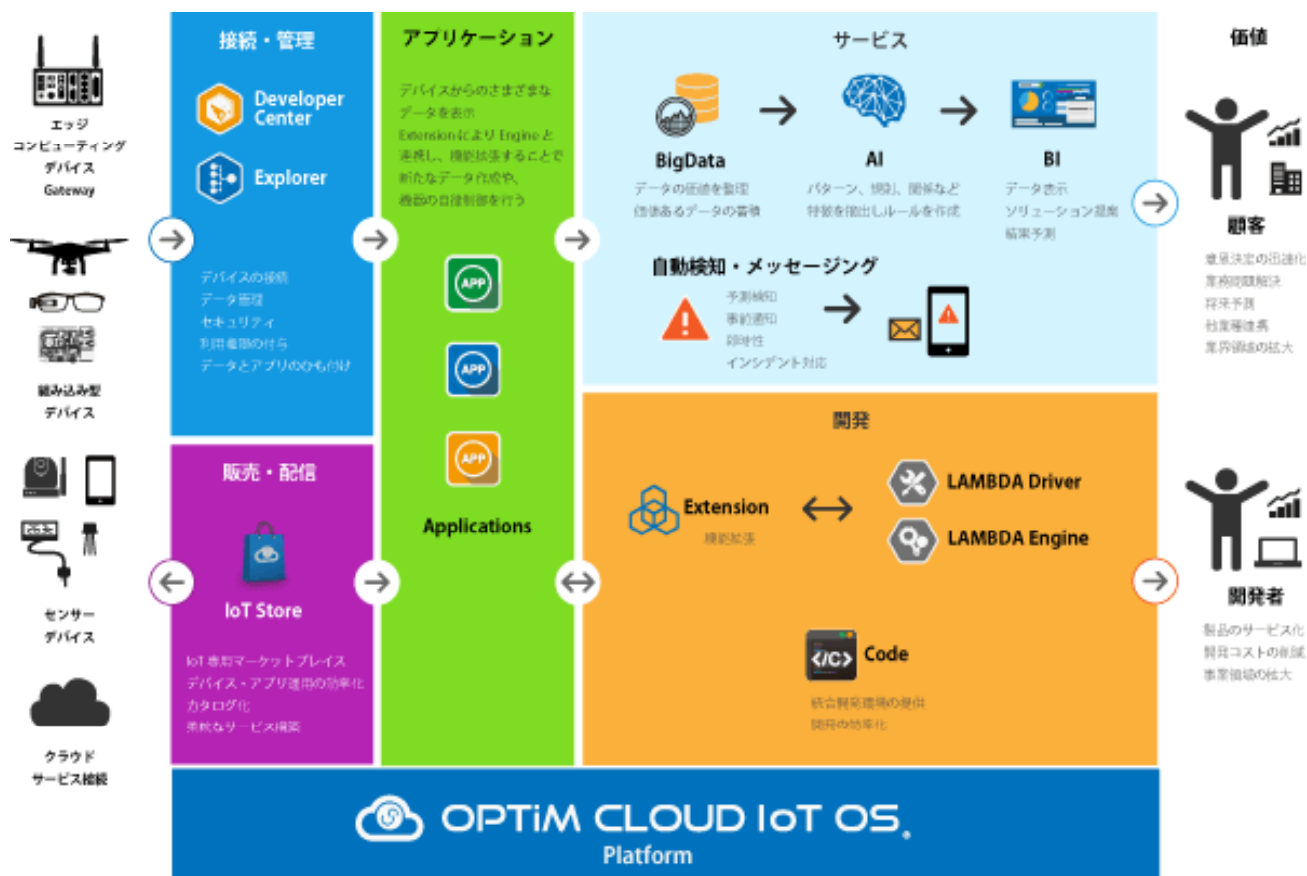 エッジ
コンピューティング
デバイス
Gateway
組み込み型
デバイス
センサー
デバイス
クラウド
サービス接続
接続・管理
Developer
Center
Explorer
デバイスの接続
データ管理
セキュリティ
利用権限の付与
データとアプリのひも付け
販売・配信
IoT Store
IoT専用マーケットプレイス
デバイス・アプリ運用の効率化
カタログ化
柔軟なサービス構築
アプリケーション
デバイスからのさまざまな
データを表示
ExtensionによりEngineと
連携し、機能拡張することで
新たなデータ作成や、
機器の自律制御を行う
APP
APP
APP
Applications
サービス
BigData
データの価値を整理
価値あるデータの蓄積
AI
パターン、規則、関係など
特徴を抽出しルールを作成
BI
データ表示
ソリューション提案
結果予測
自動検知・メッセージング
予測検知
事前通知
即時性
インシデント対応
開発
Extension
機能拡張
LAMBDA Driver
LAMBDA Engine
</C>
Code
統合開発環境の提供
開発の効率化
価値
顧客
意思決定の迅速化
業務問題解決
将来予測
他業種連携
業界領域の拡大
開発者
製品のサービス化
開発コストの削減
事業領域の拡大
OPTiM CLOUD IoT OS®
Platform